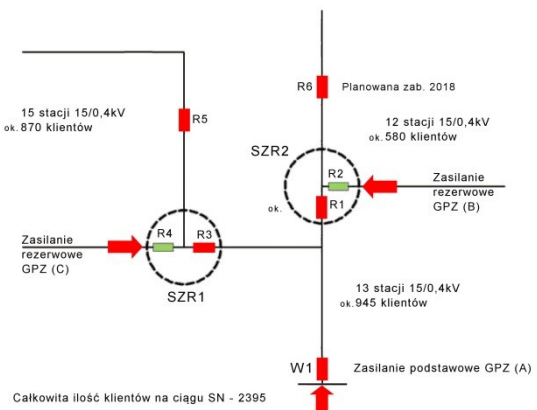 R6
Planowana zab. 2018
15 stacji 15/0,4kV
ok. 870 klientów
R5
12 stacji 15/0,4kV
ok. 580 klientów
SZR2
R2
Zasilanie
rezerwowe
GPZ (B)
ok.
R1
Zasilanie
rezerwowe
GPZ (C)
R4
R3
SZR1
13 stacji 15/0,4kV
ok. 945 klientów
W1
Zasilanie podstawowe GPZ (A)
Całkowita ilość klientów na ciągu SN - 2395